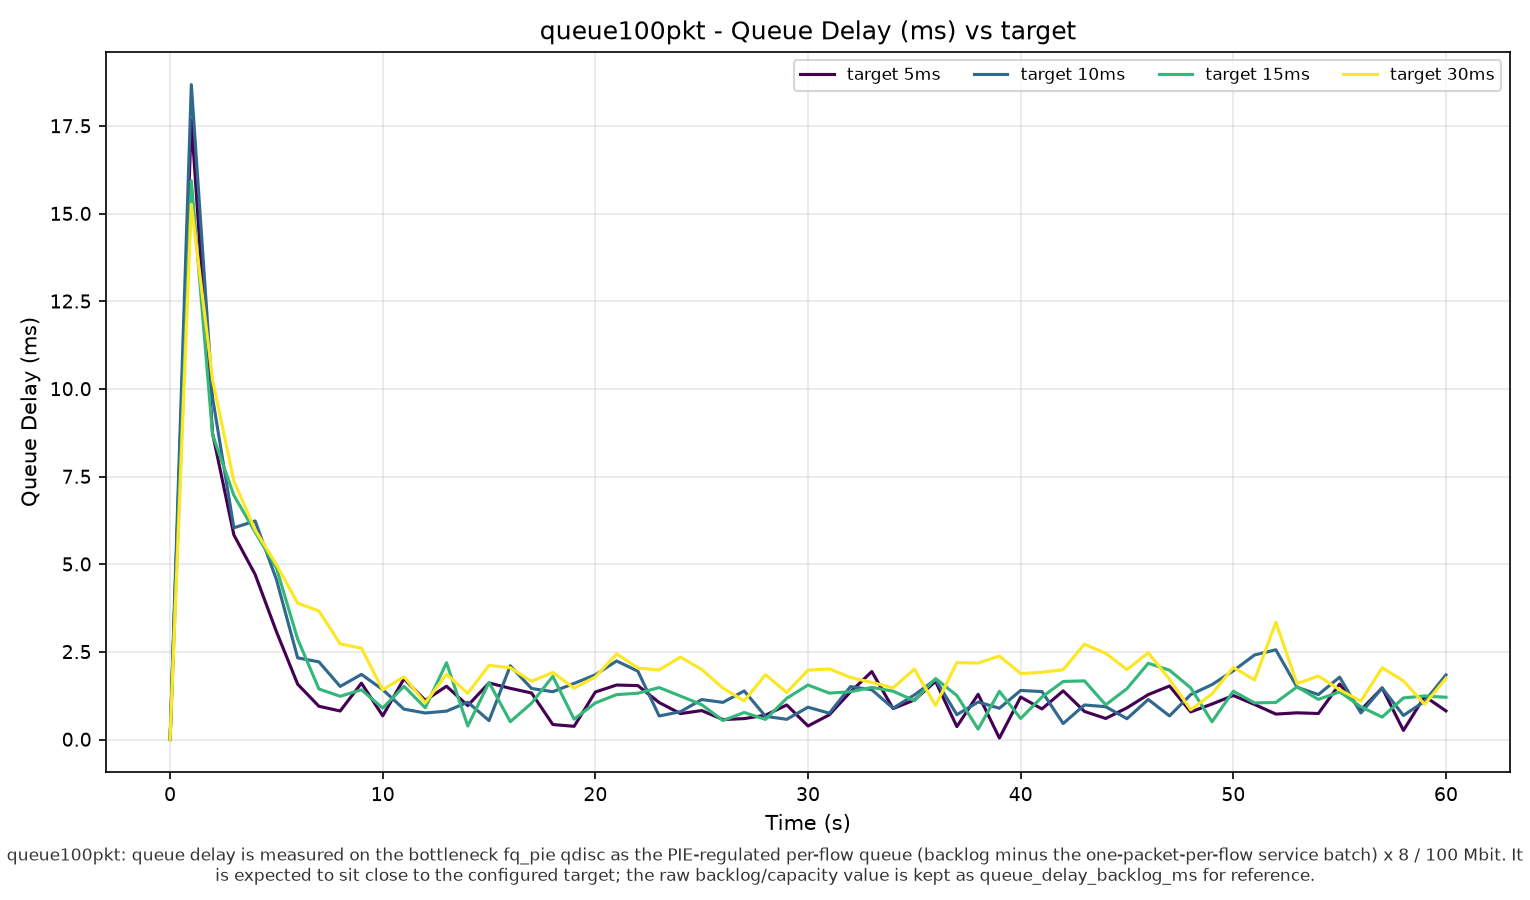 queue100pkt - Queue Delay (ms) vs target
target 5ms
target 10ms
target 15ms
target 30ms
Queue Delay (ms)
17.5
15.0
12.5
10.0
7.5
5.0
2.5
0.0
0
10
20
30
40
50
60
Time (s)
queue100pkt: queue delay is measured on the bottleneck fq_pie qdisc as the PIE-regulated per-flow queue (backlog minus the one-packet-per-flow service batch) x 8 / 100 Mbit. It
is expected to sit close to the configured target; the raw backlog/capacity value is kept as queue_delay_backlog_ms for reference.